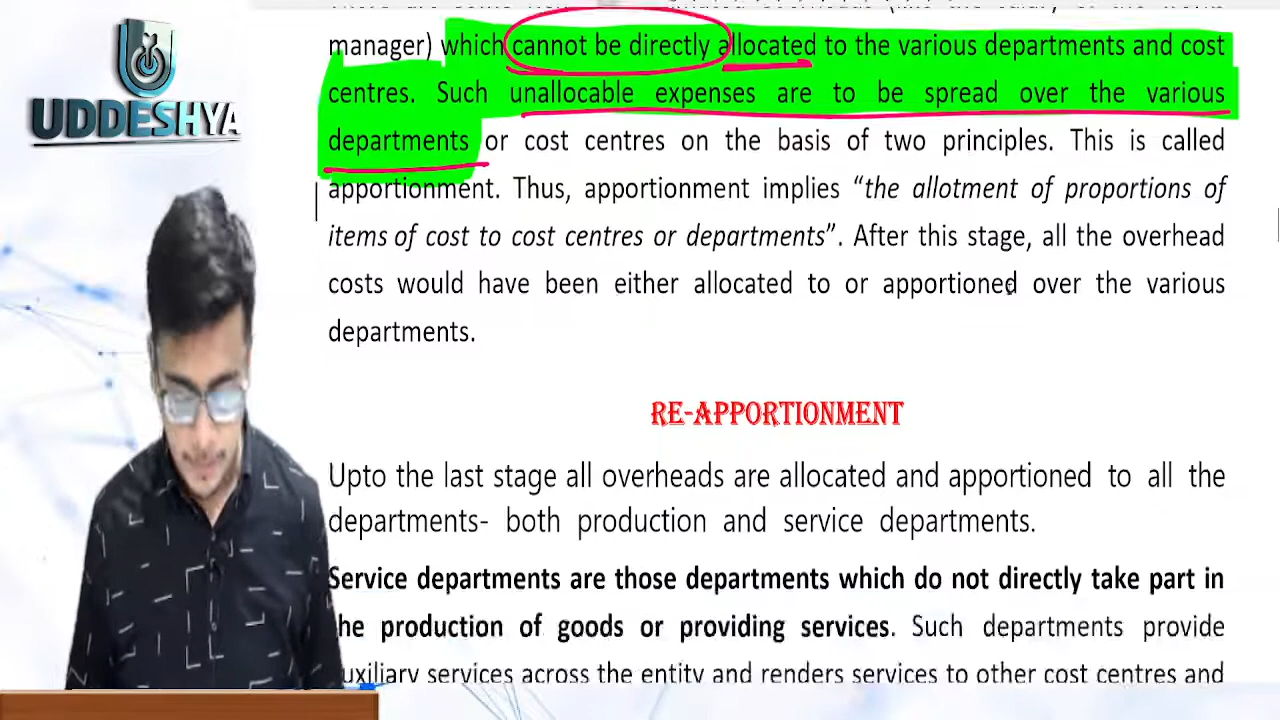 manager) which cannot be directly allocated to the various departments and cost
centres. Such unallocable expenses are to be spread over the various
departments or cost centres on the basis of two principles. This is called
apportionment. Thus, apportionment implies “the allotment of proportions of
items of cost to cost centres or departments”. After this stage, all the overhead
costs would have been either allocated to or apportioned over the various
departments.
UDDESHYA
RE-APPORTIONMENT
Upto the last stage all overheads are allocated and apportioned to all the
departments- both production and service departments.
Service departments are those departments which do not directly take part in
the production of goods or providing services. Such departments provide
auxiliary services across the entity and renders services to other cost centres and